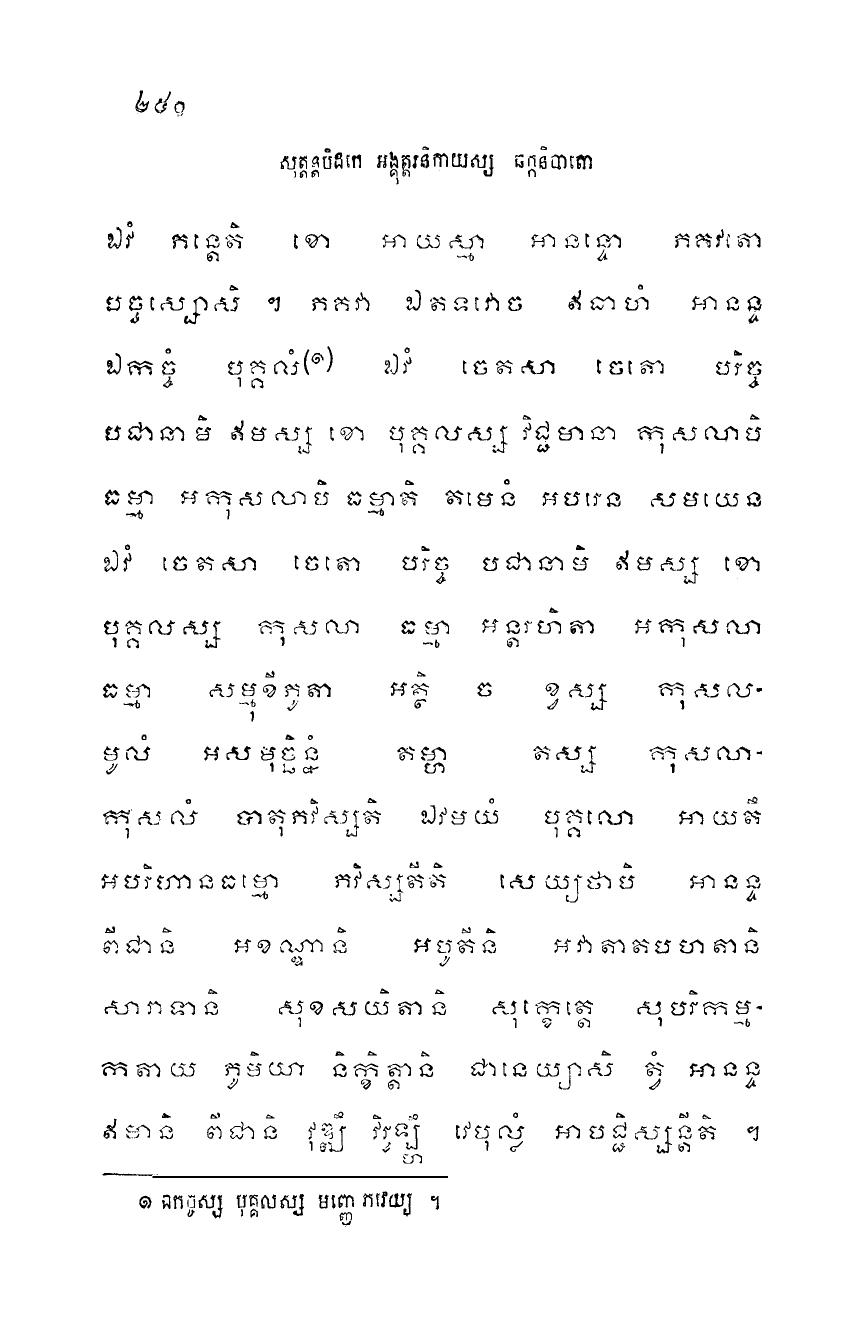 ២៥០
សុត្តន្តបិដកេ អង្គុត្តរនិកាយស្ស ឆក្កនិបាតោ
ឯវំ ភន្តេតិ ខោ អាយស្មា អានន្ទោ ភគវតោ
បច្ចស្សោសិ ។ ភគវា ឯតទវោច ឥធាហំ អានន្ទ
ឯកច្ចំ បុគ្គលំ(១) ឯវំ ចេតសា ចេតោ បរិច្ច
បជានាមិ ឥមស្ស ខោ បុគ្គលស្ស វិជ្ជមានា កុសលាបិ
ធម្មា អកុសលាបិ ធម្មាតិ តមេនំ អបរេន សមយេន
ឯវំ ចេតសា ចេតោ បរិច្ច បជានាមិ ឥមស្ស ខោ
បុគ្គលស្ស កុសលា ធម្មា អន្តរហិតា អកុសលា
ធម្មា សម្មុខីភូតា អត្ថិ ច ខ្វស្ស កុសល-
មូលំ អសមុច្ឆិន្នំ តម្ហា តស្ស កុសលា-
កុសលំ បាតុភវិស្សតិ ឯវមយំ បុគ្គលោ អាយតឹ
អបរិហានធម្មោ ភវិស្សតីតិ សេយ្យថាបិ អានន្ទ
ពីជានិ អខណ្ឌានិ អបូតីនិ អវាតាតបហតានិ
សារាទានិ សុខសយិតានិ សុក្ខេត្តេ សុបរិកម្ម-
កតាយ ភូមិយា និក្ខិត្តានិ ជានេយ្យាសិ ត្វំ អានន្ទ
ឥមានិ ពីជានិ វុឌ្ឍឹ វិរូឡ្ហឹ វេបុល្លំ អាបជ្ជិស្សន្តីតិ ។
១ ឯកច្ចស្ស បុគ្គលស្ស មញ្ញេ ភវេយ្យ ។